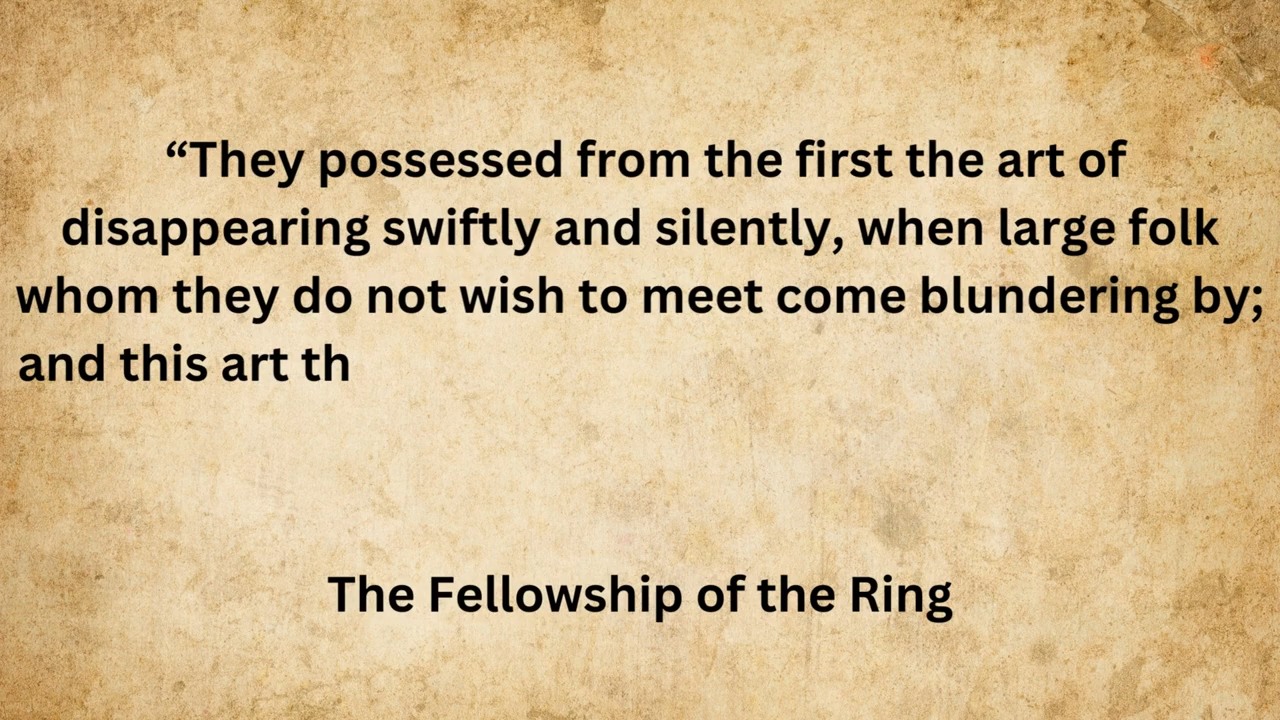 “They possessed from the first the art of
disappearing swiftly and silently, when large folk
whom they do not wish to meet come blundering by;
and this art th
The Fellowship of the Ring